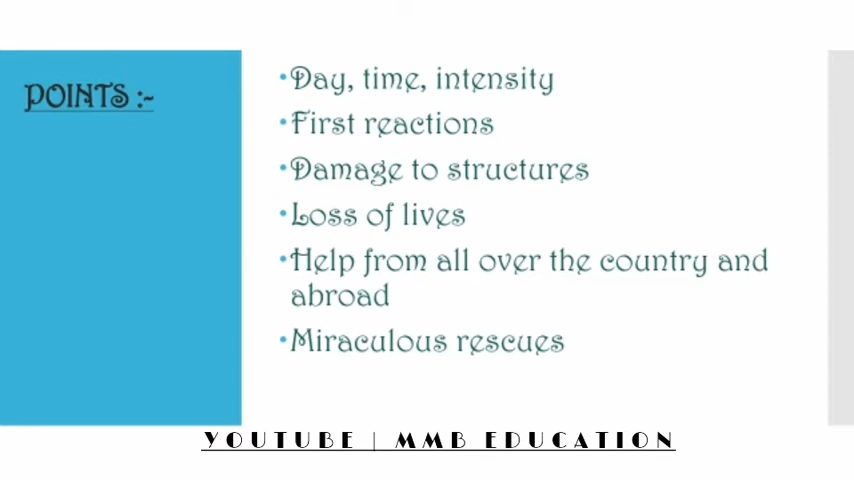 POINTS :-
•Day, time, intensity
•First reactions
•Damage to structures
•Loss of lives
•Help from all over the country and
abroad
•Miraculous rescues
YOUTUBE | MMB EDUCATION